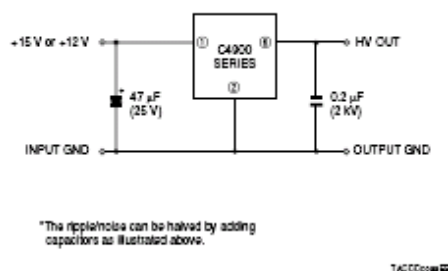 +15 V or +12 V
①
⑥
HV OUT
C4900
SERIES
②
47 µF
(25 V)
0.2 µF
(2 kV)
INPUT GND
OUTPUT GND
*The ripple/noise can be halved by adding
capacitors as illustrated above.